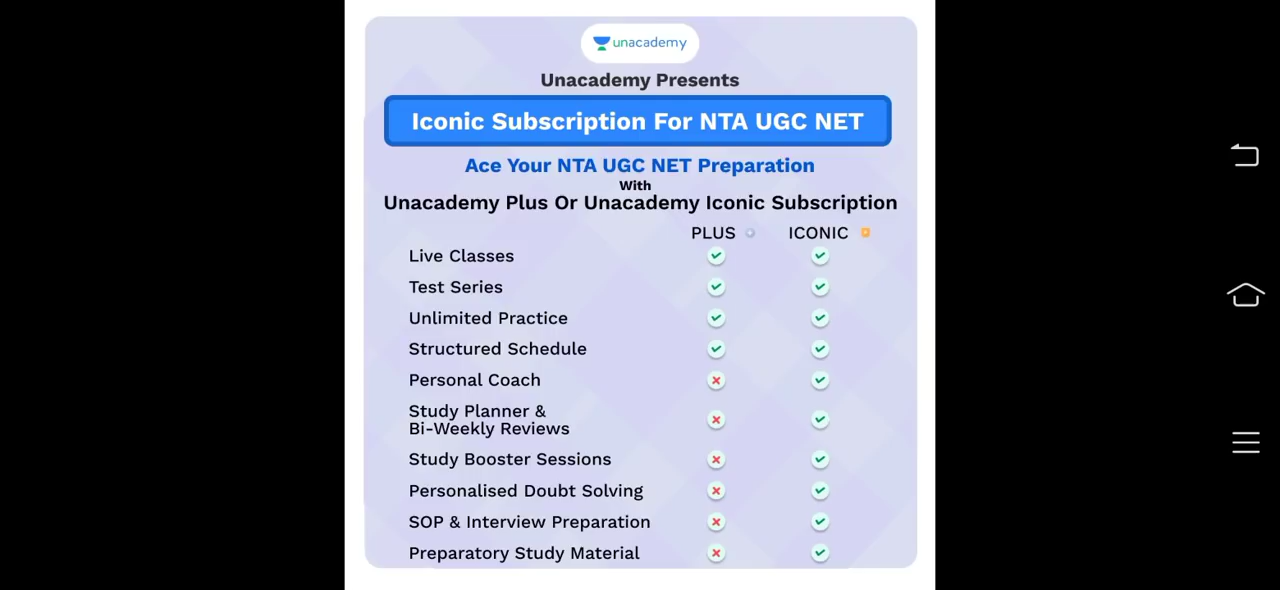 unacademy
Unacademy Presents
Iconic Subscription For NTA UGC NET
Ace Your NTA UGC NET Preparation
With
Unacademy Plus Or Unacademy Iconic Subscription
PLUS ICONIC
Live Classes
Test Series
Unlimited Practice
Structured Schedule
Personal Coach
Study Planner &
Bi-Weekly Reviews
Study Booster Sessions
Personalised Doubt Solving
SOP & Interview Preparation
Preparatory Study Material